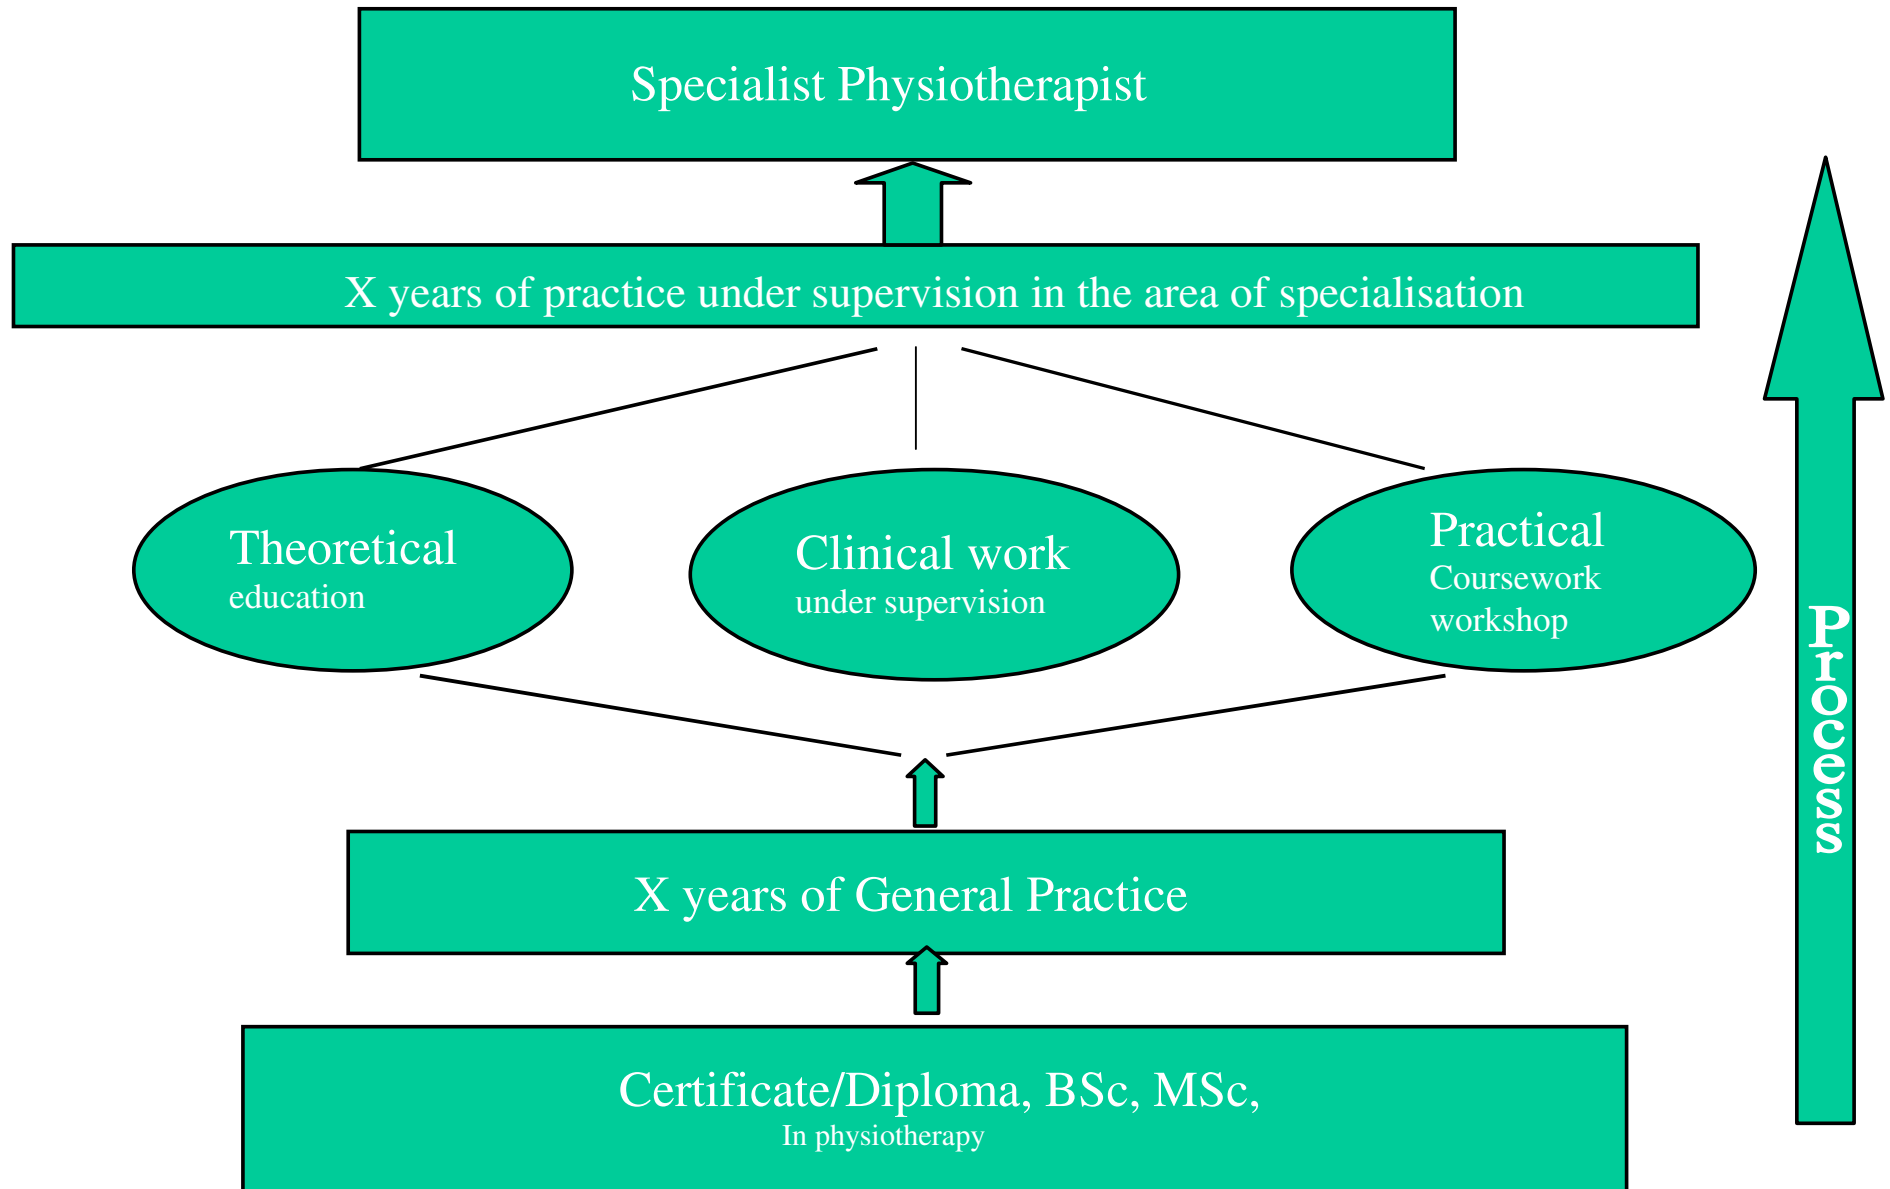 Specialist Physiotherapist
X years of practice under supervision in the area of specialisation
Theoretical
education
Clinical work
under supervision
Practical
Coursework
workshop
Process
X years of General Practice
Certificate/Diploma, BSc, MSc,
In physiotherapy